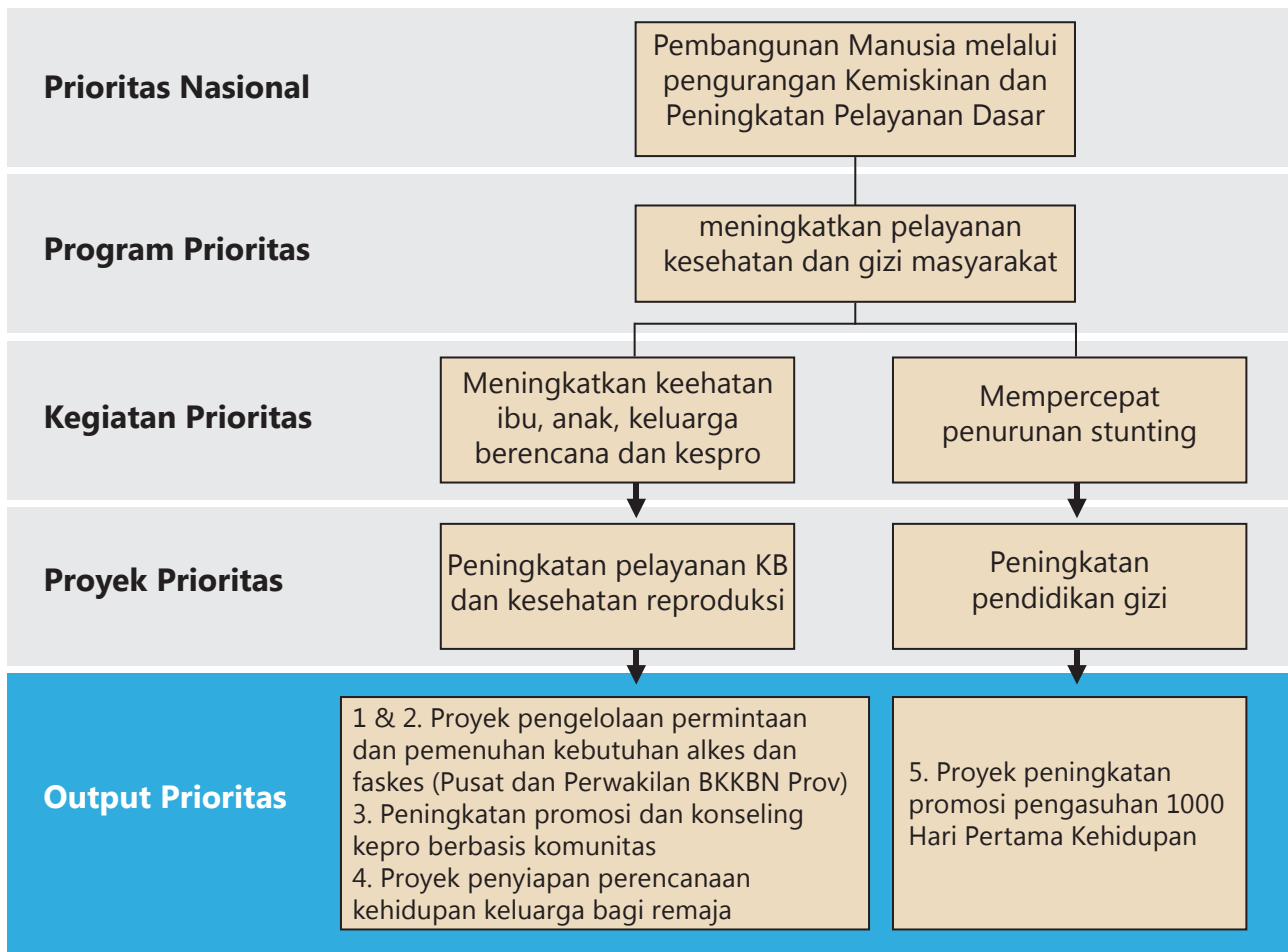 Prioritas Nasional
Pembangunan Manusia melalui
pengurangan Kemiskinan dan
Peningkatan Pelayanan Dasar
Program Prioritas
meningkatkan pelayanan
kesehatan dan gizi masyarakat
Kegiatan Prioritas
Meningkatkan keehatan
ibu, anak, keluarga
berencana dan kespro
Mempercepat
penurunan stunting
Proyek Prioritas
Peningkatan pelayanan KB
dan kesehatan reproduksi
Peningkatan
pendidikan gizi
Output Prioritas
1 & 2. Proyek pengelolaan permintaan
dan pemenuhan kebutuhan alkes dan
faskes (Pusat dan Perwakilan BKKBN Prov)
3. Peningkatan promosi dan konseling
kepro berbasis komunitas
4. Proyek penyiapan perencanaan
kehidupan keluarga bagi remaja
5. Proyek peningkatan
promosi pengasuhan 1000
Hari Pertama Kehidupan